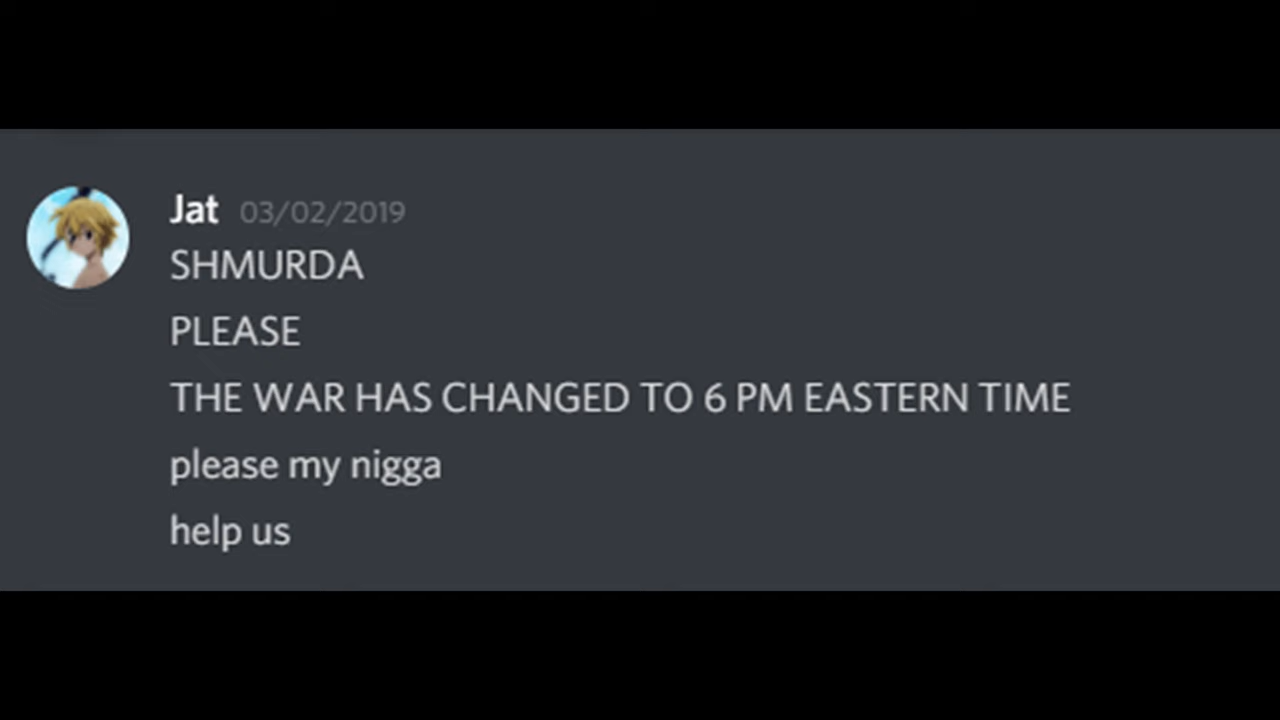 Jat 03/02/2019
SHMURDA
PLEASE
THE WAR HAS CHANGED TO 6 PM EASTERN TIME
please my nigga
help us